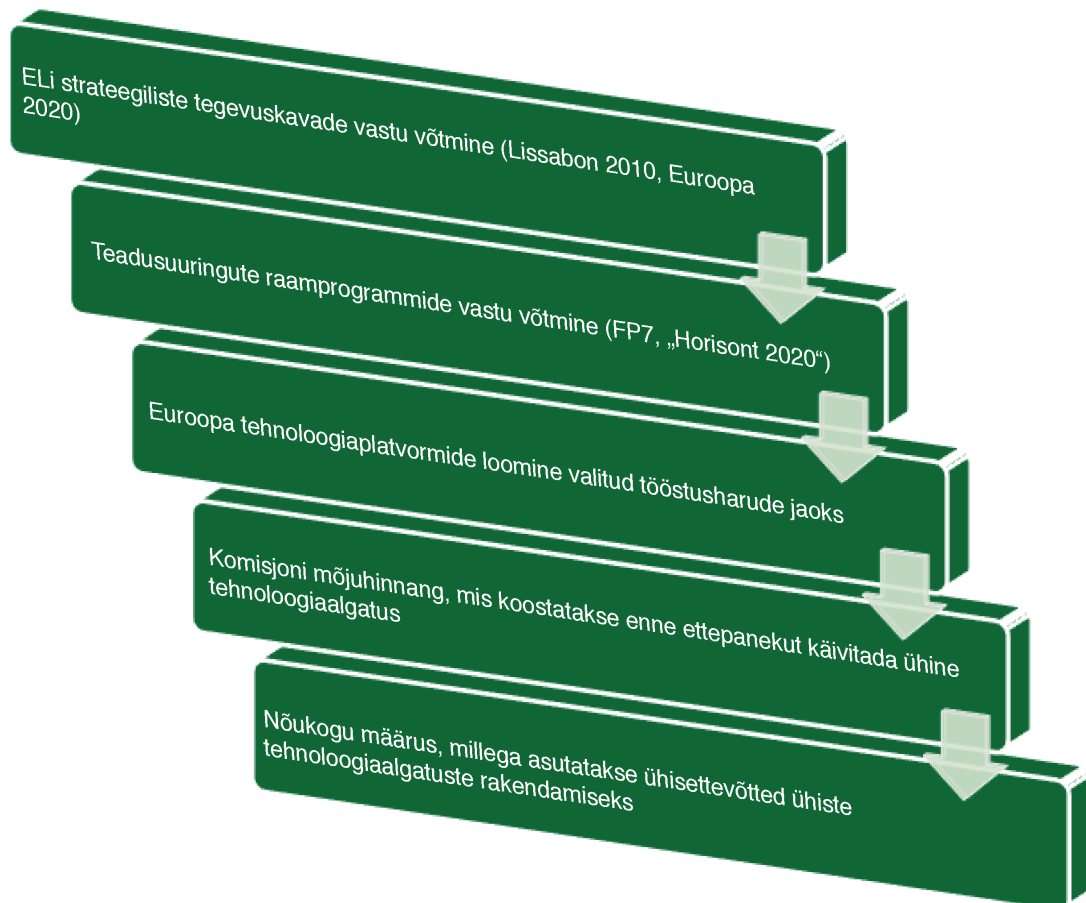 ELi strateegiliste tegevuskavade vastu võtmine (Lissabon 2010, Euroopa
2020)
Teadusuuringute raamprogrammide vastu võtmine (FP7, „Horisont 2020“)
Euroopa tehnoloogiaplatvormide loomine valitud tööstusharude jaoks
Komisjoni mõjuhinnang, mis koostatakse enne ettepanekut käivitada ühine
tehnoloogiaalgatus
Nõukogu määrus, millega asutatakse ühisettevõtted ühiste
tehnoloogiaalgatuste rakendamiseks